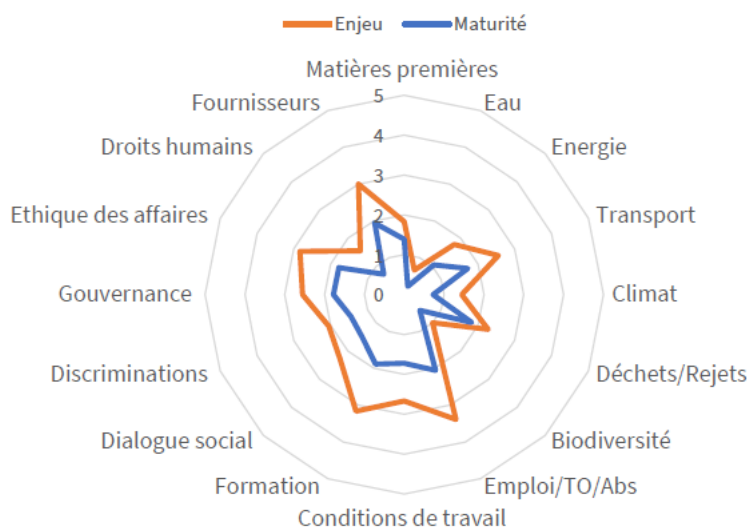 Enjeu Maturité
Matières premières
Fournisseurs 5 Eau
Droits humains 4 Energie
3
Ethique des affaires 2 Transport
1
Gouvernance 0 Climat
Discriminations Déchets/Rejets
Dialogue social Biodiversité
Formation Emploi/TO/Abs
Conditions de travail